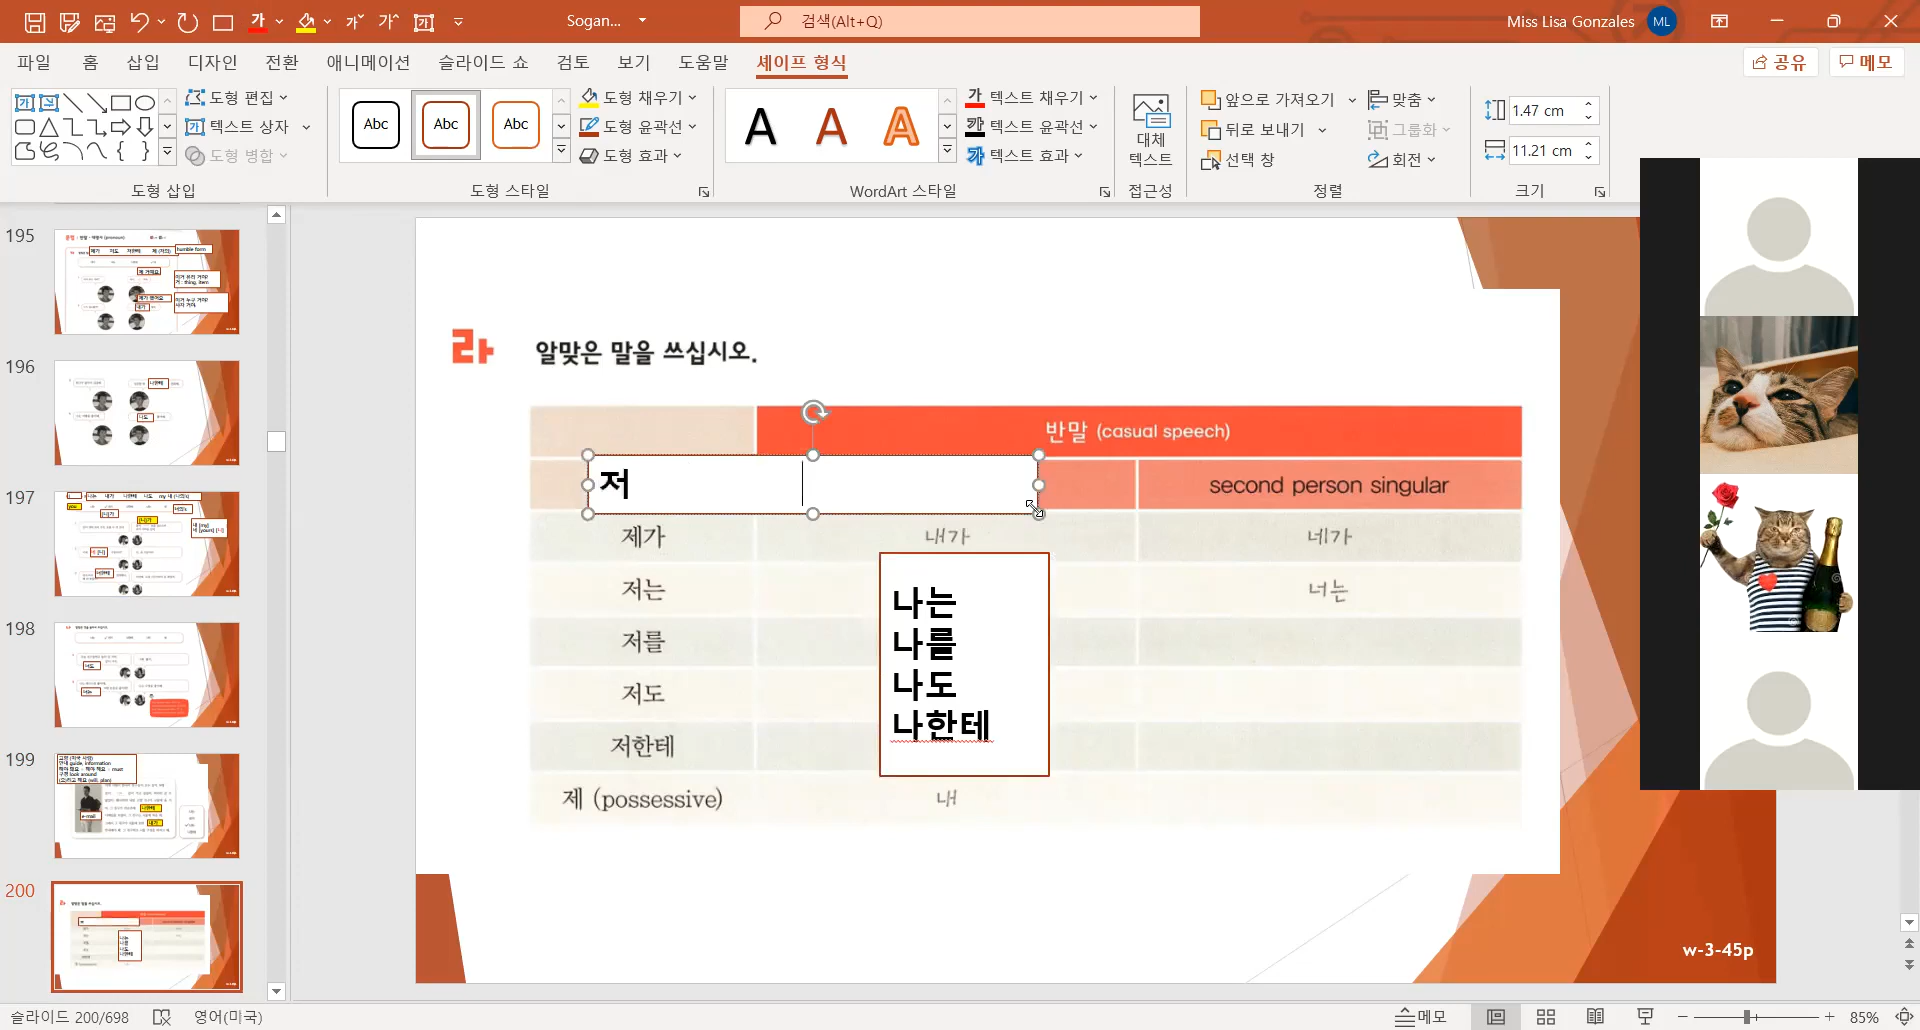 Sogan...
검색(Alt+Q)
Miss Lisa Gonzales
ML
파일 홈 삽입 디자인 전환 애니메이션 슬라이드 쇼 검토 보기 도움말 셰이프 형식
공유
메모
도형 편집
텍스트 상자
도형 병합
도형 삽입
Abc Abc Abc
도형 채우기
도형 윤곽선
도형 효과
도형 스타일
A A A
텍스트 채우기
텍스트 윤곽선
텍스트 효과
WordArt 스타일
대체
텍스트
접근성
앞으로 가져오기
뒤로 보내기
선택 창
맞춤
그룹화
회전
정렬
1.47 cm
11.21 cm
크기
195
196
197
198
199
200
라 알맞은 말을 쓰십시오.
반말 (casual speech)
저
second person singular
제가 내가 네가
저는 너는
저를
저도
저한테
제 (possessive) 내
나는
나를
나도
나한테
w-3-45p
슬라이드 200/698
영어(미국)
메모
85%